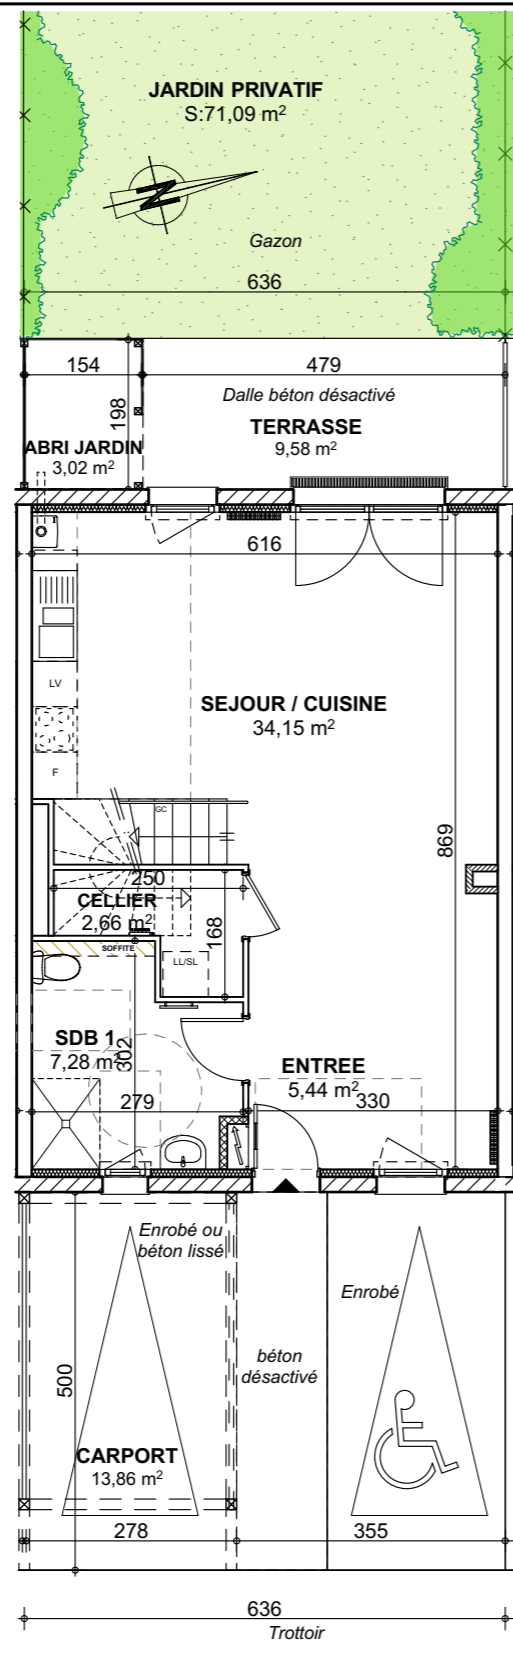 JARDIN PRIVATIF
S:71,09 m²
N
Gazon
636
154
479
Dalle béton désactivé
198
TERRASSE
9,58 m²
ABRI JARDIN
3,02 m²
616
LV
SEJOUR / CUISINE
34,15 m²
F
GC
869
250
CELLIER
2,66 m²
168
SOFFITE
LL/SL
SDB 1
7,28 m²
302
ENTREE
5,44 m²
279
330
Enrobé ou
béton lissé
Enrobé
béton
désactivé
500
CARPORT
13,86 m²
278
355
636
Trottoir